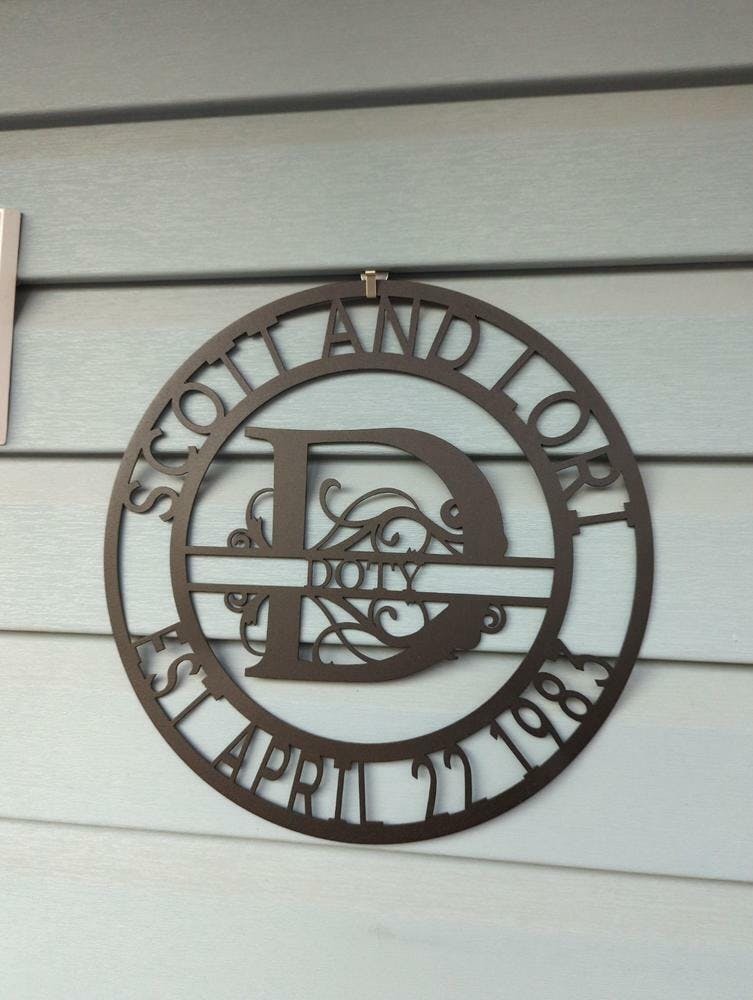 SCOTT AND LORI
D
DOTY
EST APRIL 22 1983